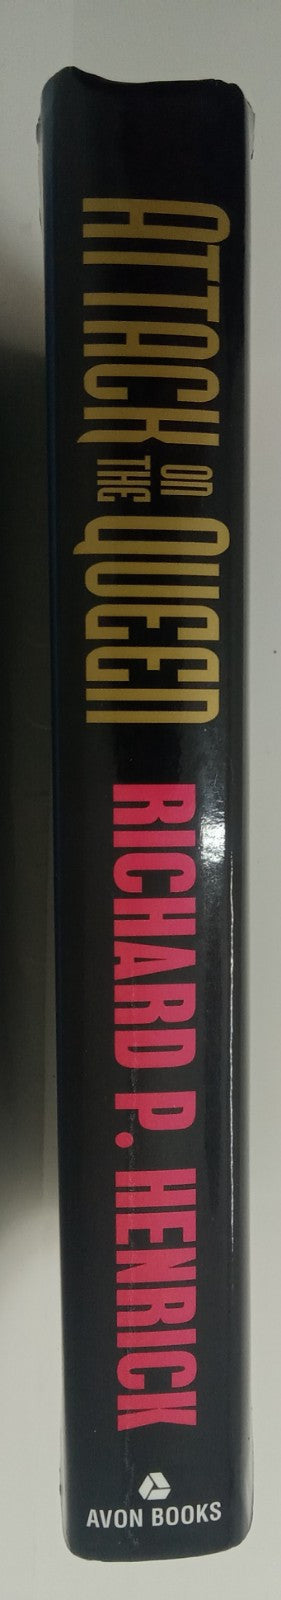 ATTACK ON THE QUEEN
RICHARD P. HENRICK
AVON BOOKS